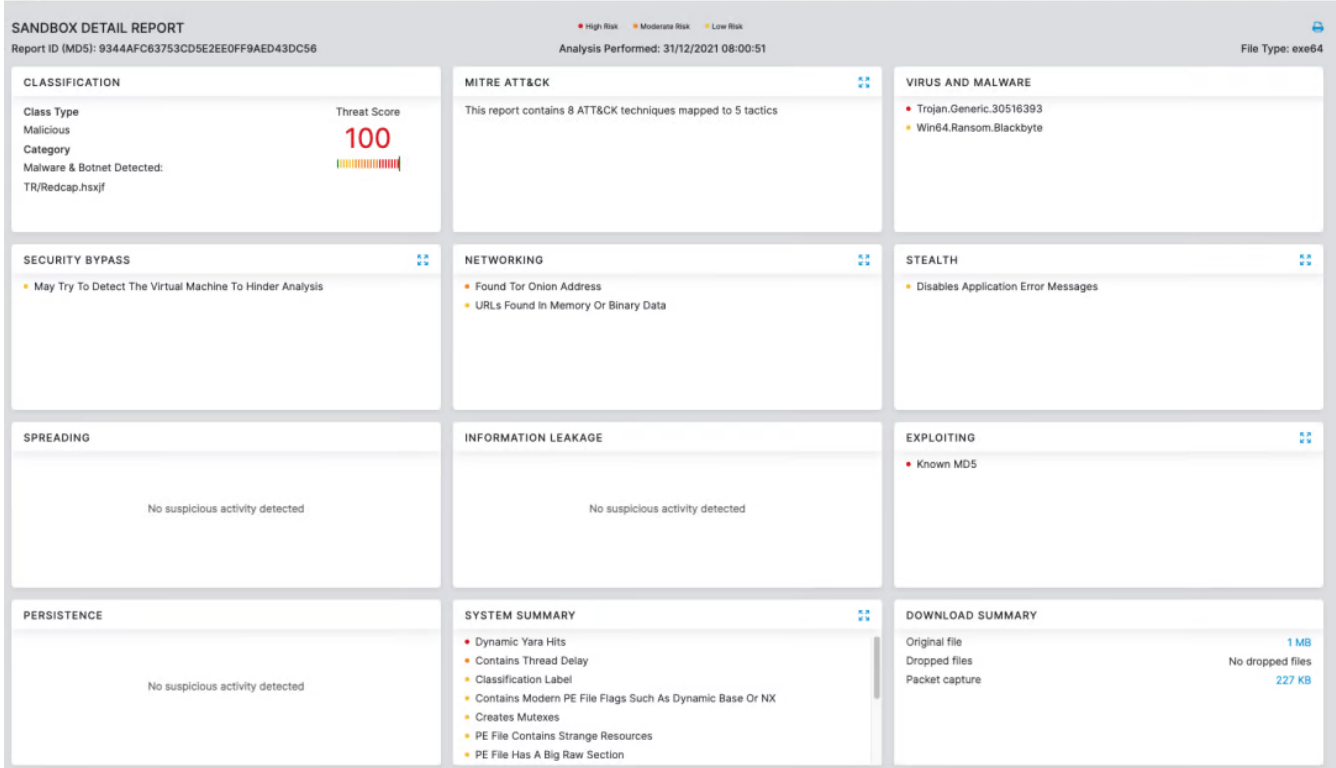 SANDBOX DETAIL REPORT
High Risk Moderate Risk Low Risk
Report ID (MD5): 9344AFC63753CD5E2EE0FF9AED43DC56
Analysis Performed: 31/12/2021 08:00:51
File Type: exe64
CLASSIFICATION
Class Type
Malicious
Category
Malware & Botnet Detected:
TR/Redcap.hsxjf
Threat Score
100
MITRE ATT&CK
This report contains 8 ATT&CK techniques mapped to 5 tactics
VIRUS AND MALWARE
Trojan.Generic.30516393
Win64.Ransom.Blackbyte
SECURITY BYPASS
May Try To Detect The Virtual Machine To Hinder Analysis
NETWORKING
Found Tor Onion Address
URLs Found In Memory Or Binary Data
STEALTH
Disables Application Error Messages
SPREADING
No suspicious activity detected
INFORMATION LEAKAGE
No suspicious activity detected
EXPLOITING
Known MD5
PERSISTENCE
No suspicious activity detected
SYSTEM SUMMARY
Dynamic Yara Hits
Contains Thread Delay
Classification Label
Contains Modern PE File Flags Such As Dynamic Base Or NX
Creates Mutexes
PE File Contains Strange Resources
PE File Has A Big Raw Section
DOWNLOAD SUMMARY
Original file 1 MB
Dropped files No dropped files
Packet capture 227 KB